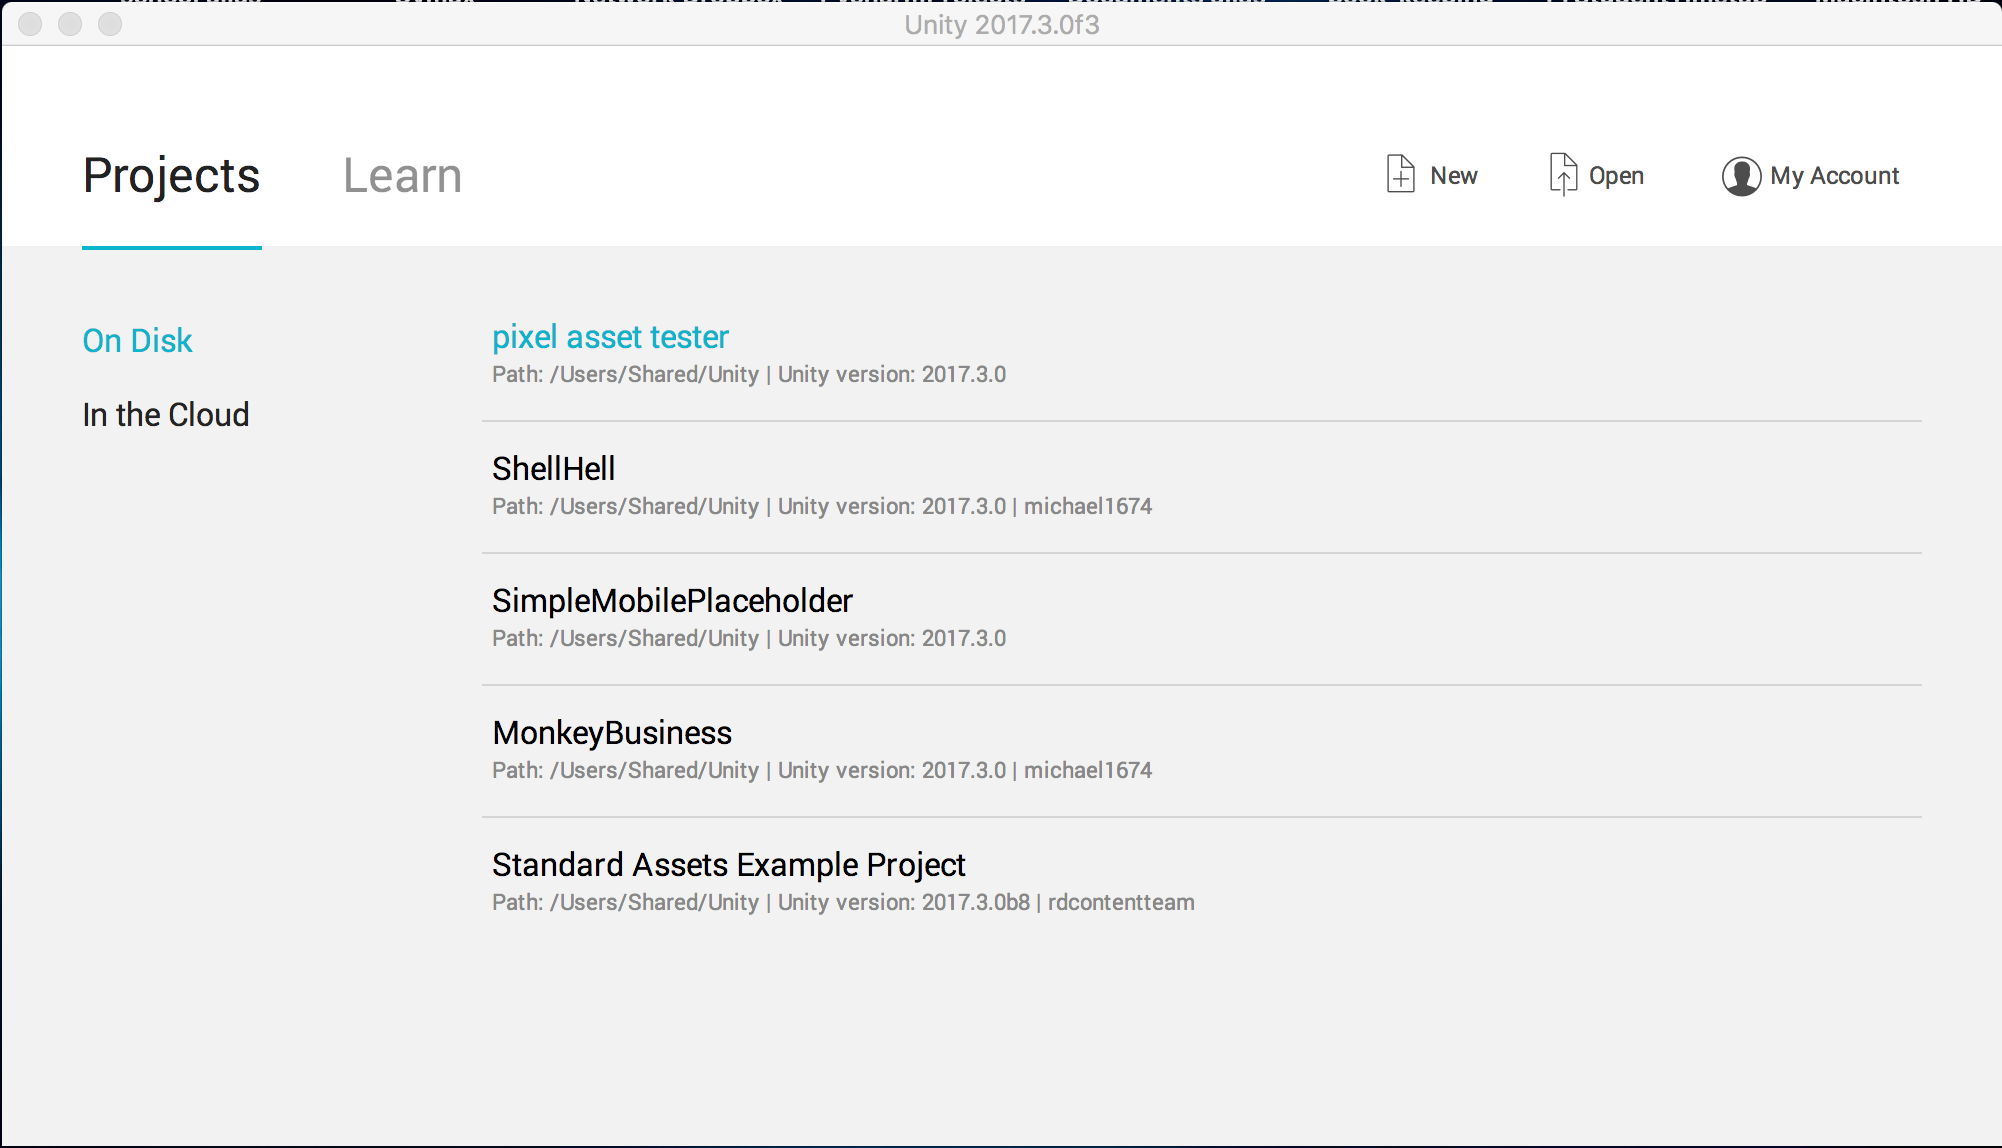 Unity 2017.3.0f3
Projects
Learn
New
Open
My Account
On Disk
In the Cloud
pixel asset tester
Path: /Users/Shared/Unity | Unity version: 2017.3.0
ShellHell
Path: /Users/Shared/Unity | Unity version: 2017.3.0 | michael1674
SimpleMobilePlaceholder
Path: /Users/Shared/Unity | Unity version: 2017.3.0
MonkeyBusiness
Path: /Users/Shared/Unity | Unity version: 2017.3.0 | michael1674
Standard Assets Example Project
Path: /Users/Shared/Unity | Unity version: 2017.3.0b8 | rdcontentteam